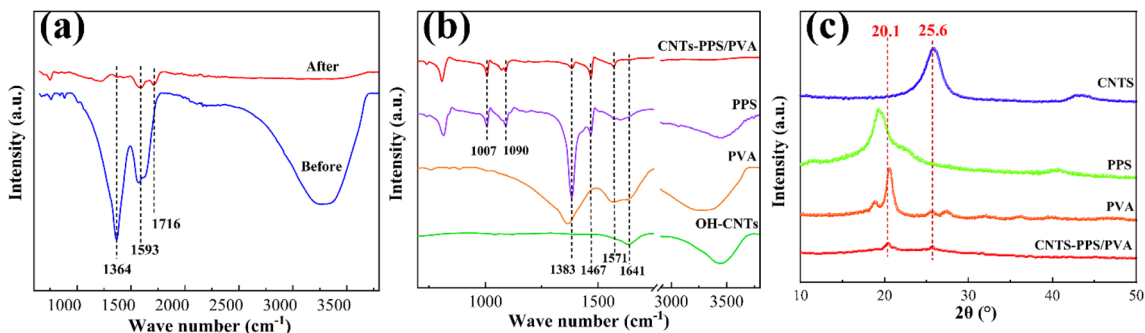 (a)
After
Before
1716
1593
1364
Intensity (a.u.)
1000 1500 2000 2500 3000 3500
Wave number (cm-1)
(b)
CNTs-PPS/PVA
PPS
1007 1090
PVA
OH-CNTs
1383 1467 1571 1641
Intensity (a.u.)
1000 1500 3000 3500
Wave number (cm-1)
(c)
20.1 25.6
CNTS
PPS
PVA
CNTS-PPS/PVA
Intensity (a.u.)
10 20 30 40 50
2θ (°)